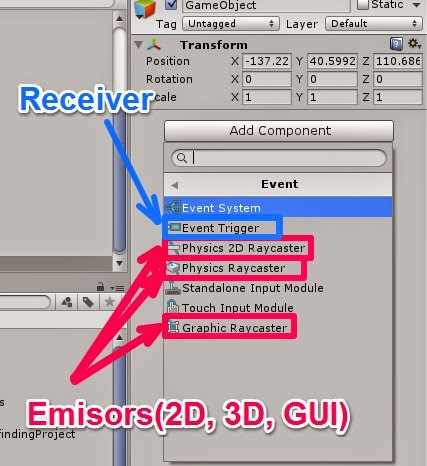 GameObject Static
Tag Untagged Layer Default
Transform
Position X -137.22 Y 40.5992 Z 110.686
Rotation X 0 Y 0 Z 0
Scale X 1 Y 1 Z 1
Receiver
Add Component
Event
Event System
Event Trigger
Physics 2D Raycaster
Physics Raycaster
Standalone Input Module
Touch Input Module
Graphic Raycaster
s
findingProject
Emisors(2D, 3D, GUI)